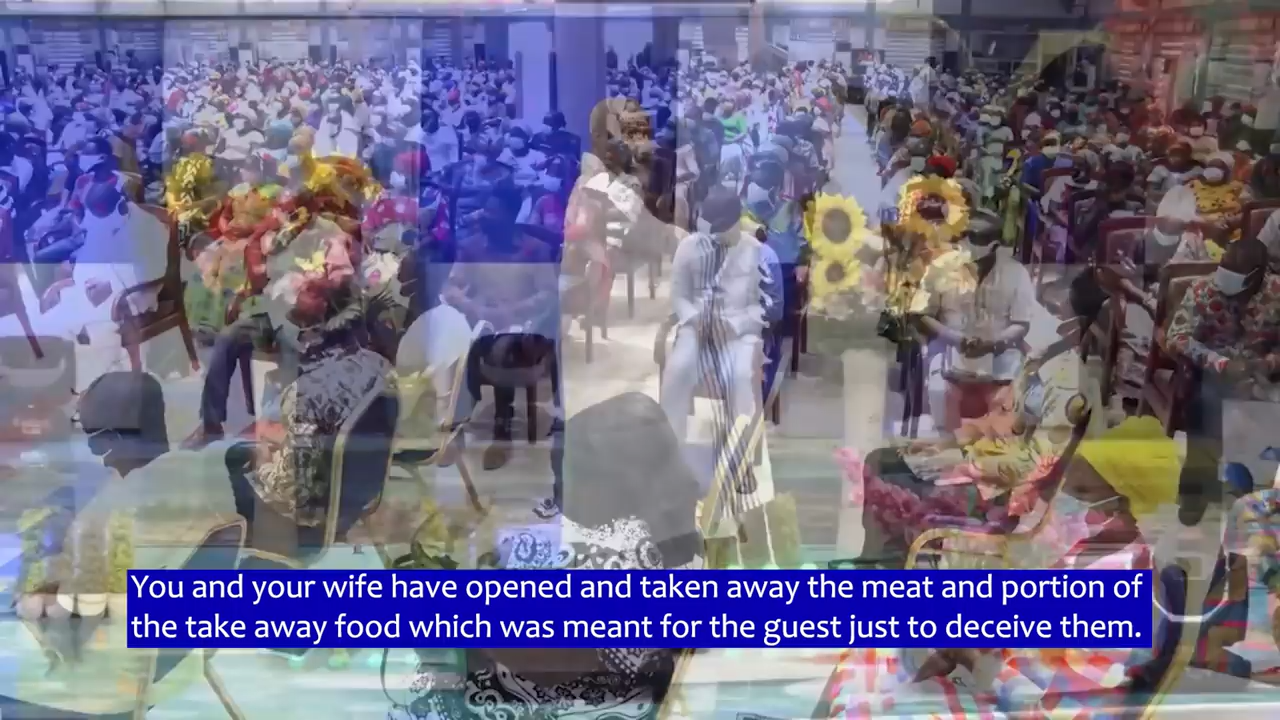 You and your wife have opened and taken away the meat and portion of
the take away food which was meant for the guest just to deceive them.